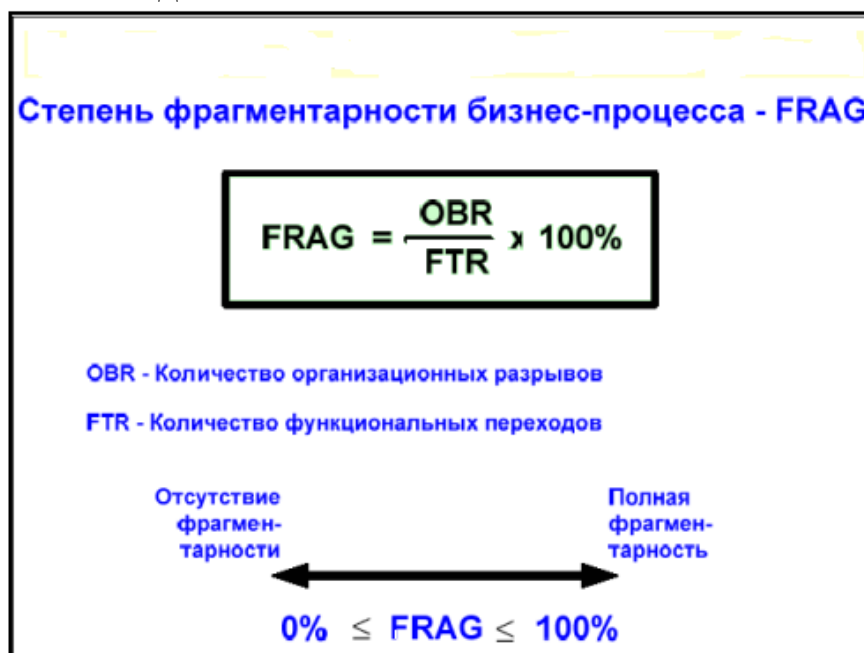 Степень фрагментарности бизнес-процесса - FRAG
FRAG = OBR / FTR x 100%
OBR - Количество организационных разрывов
FTR - Количество функциональных переходов
Отсутствие
фрагмен-
тарности
Полная
фрагмен-
тарность
0% ≤ FRAG ≤ 100%